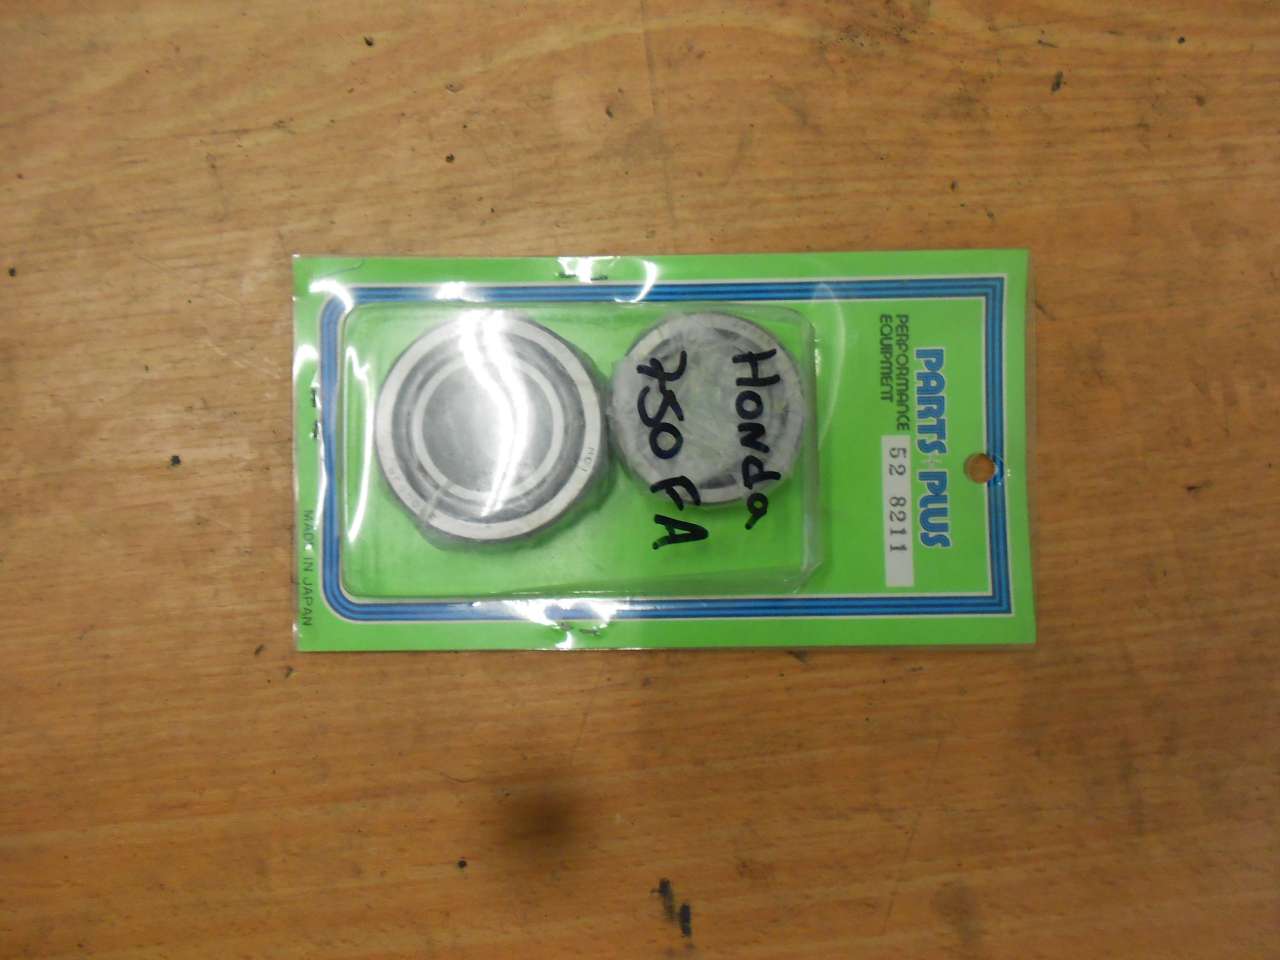 PARTS + PLUS
PERFORMANCE
EQUIPMENT
52 8211
Honda
750 FA
MADE IN JAPAN